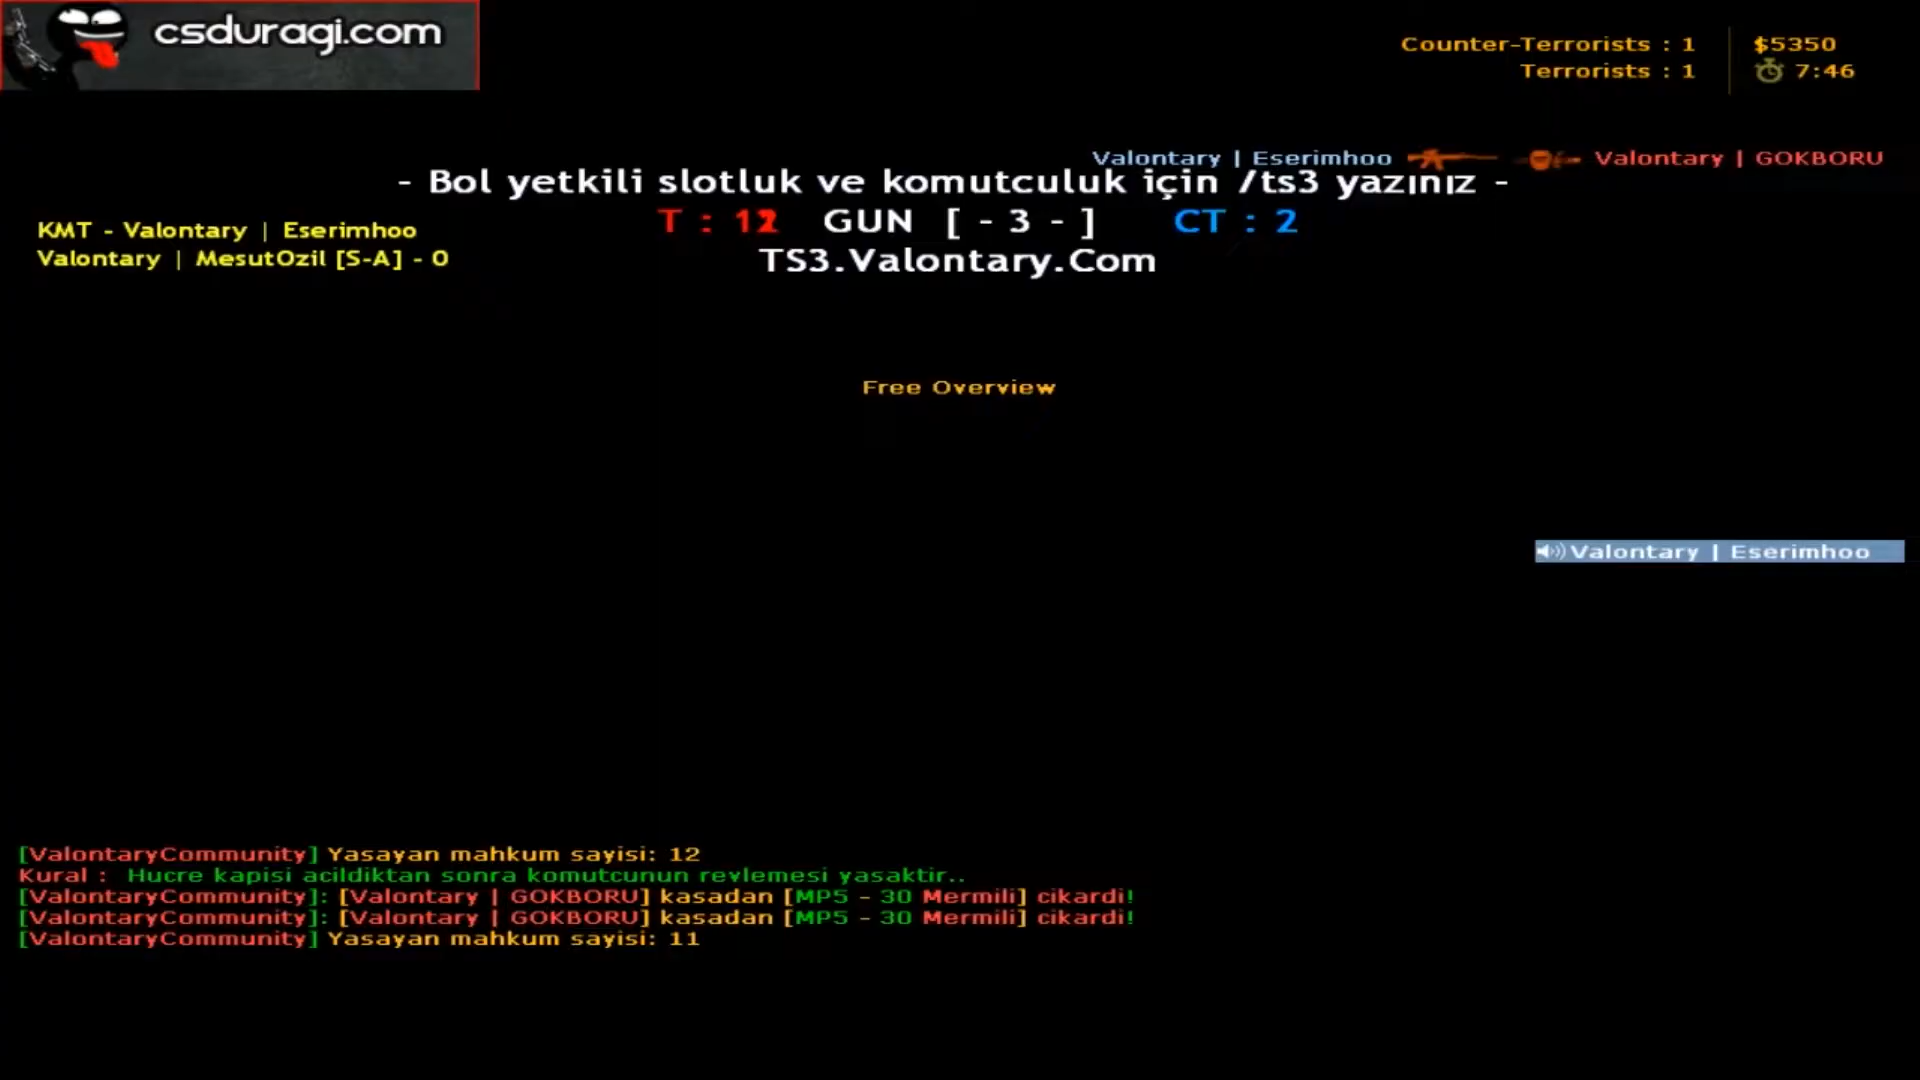 csduragi.com
Counter-Terrorists : 1
$5350
Terrorists : 1
7:46
Valontary | Eserimhoo
Valontary | GOKBORU
- Bol yetkili slotluk ve komutculuk için /ts3 yazınız -
T : GUN [ - 3 - ] CT : 2
TS3.Valontary.Com
KMT - Valontary | Eserimhoo
Valontary | MesutOzil [S-A] - 0
Free Overview
Valontary | Eserimhoo
[ValontaryCommunity] Yasayan mahkum sayisi: 12
Kural : Hucre kapisi acildiktan sonra komutcunun revlemesi yasaktir..
[ValontaryCommunity]: [Valontary | GOKBORU] kasadan [MP5 - 30 Mermili] cikardi!
[ValontaryCommunity]: [Valontary | GOKBORU] kasadan [MP5 - 30 Mermili] cikardi!
[ValontaryCommunity] Yasayan mahkum sayisi: 11